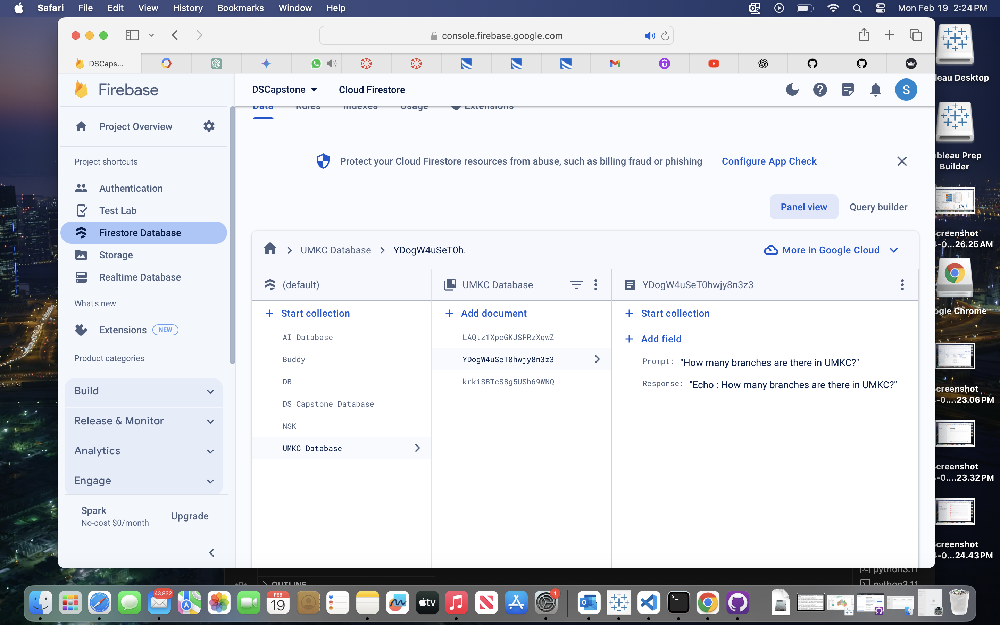 Safari File Edit View History Bookmarks Window Help
Mon Feb 19 2:24 PM
console.firebase.google.com
DSCaps...
Firebase
DSCapstone
Cloud Firestore
S
Data Rules Indexes Usage Extensions
Project Overview
Project shortcuts
Authentication
Test Lab
Firestore Database
Storage
Realtime Database
What's new
Extensions NEW
Product categories
Build
Release & Monitor
Analytics
Engage
Spark
No-cost $0/month
Upgrade
Protect your Cloud Firestore resources from abuse, such as billing fraud or phishing
Configure App Check
Panel view
Query builder
UMKC Database
YDogW4uSeT0h.
More in Google Cloud
(default)
Start collection
AI Database
Buddy
DB
DS Capstone Database
NSK
UMKC Database
UMKC Database
Add document
LAQtz1XpcGKJSPRzXqwZ
YDogW4uSeT0hwjy8n3z3
krkiSBTcS8g5USh69WNQ
YDogW4uSeT0hwjy8n3z3
Start collection
Add field
Prompt: "How many branches are there in UMKC?"
Response: "Echo : How many branches are there in UMKC?"
leau Desktop
bleau Prep
Builder
creenshot
-0...26.25 AM
gle Chrome
creenshot
-0....23.06 PM
creenshot
-0....23.32 PM
creenshot
-0...24.43 PM
OUTLINE
python3.11
python3.11
43,832
FEB
19
tv
1